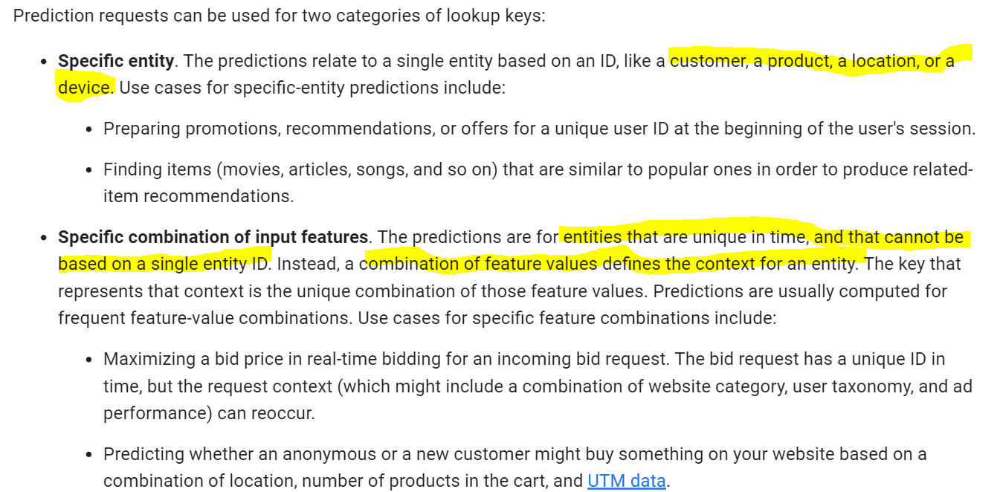 Prediction requests can be used for two categories of lookup keys:
• Specific entity. The predictions relate to a single entity based on an ID, like a customer, a product, a location, or a
device. Use cases for specific-entity predictions include:
• Preparing promotions, recommendations, or offers for a unique user ID at the beginning of the user's session.
• Finding items (movies, articles, songs, and so on) that are similar to popular ones in order to produce related-
item recommendations.
• Specific combination of input features. The predictions are for entities that are unique in time, and that cannot be
based on a single entity ID. Instead, a combination of feature values defines the context for an entity. The key that
represents that context is the unique combination of those feature values. Predictions are usually computed for
frequent feature-value combinations. Use cases for specific feature combinations include:
• Maximizing a bid price in real-time bidding for an incoming bid request. The bid request has a unique ID in
time, but the request context (which might include a combination of website category, user taxonomy, and ad
performance) can reoccur.
• Predicting whether an anonymous or a new customer might buy something on your website based on a
combination of location, number of products in the cart, and UTM data.